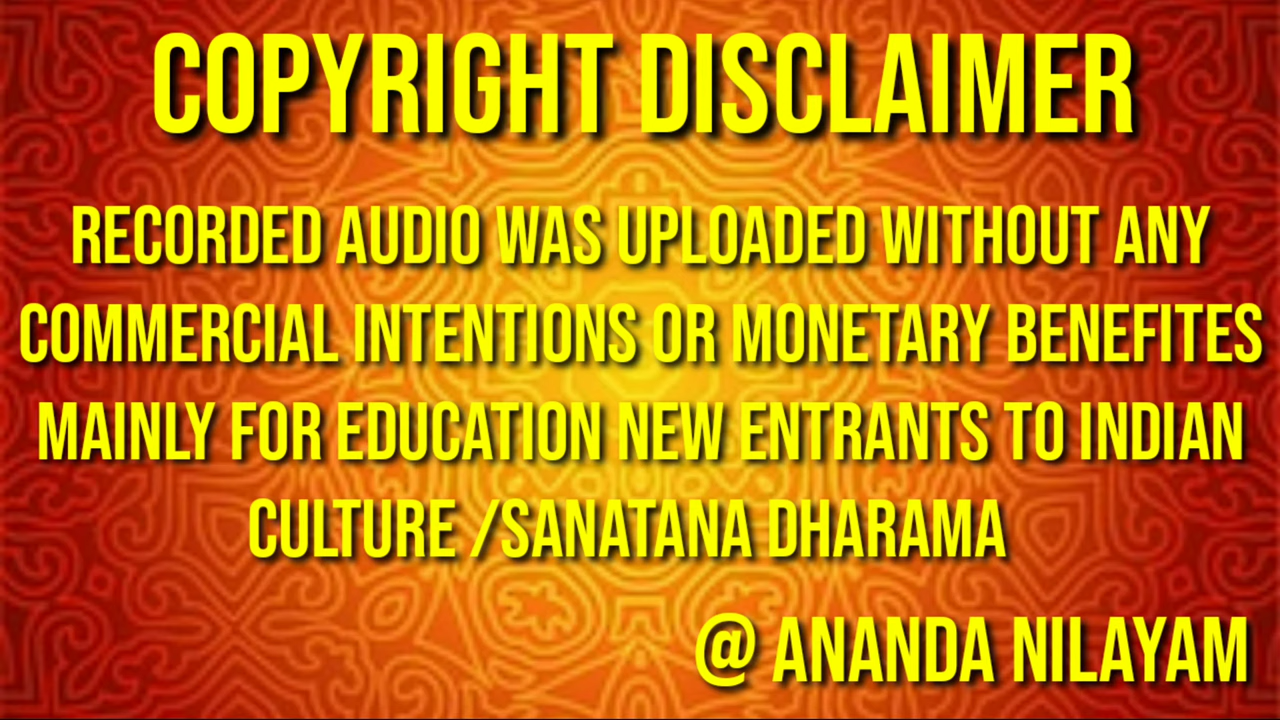 COPYRIGHT DISCLAIMER
RECORDED AUDIO WAS UPLOADED WITHOUT ANY
COMMERCIAL INTENTIONS OR MONETARY BENEFITES
MAINLY FOR EDUCATION NEW ENTRANTS TO INDIAN
CULTURE /SANATANA DHARAMA
@ ANANDA NILAYAM